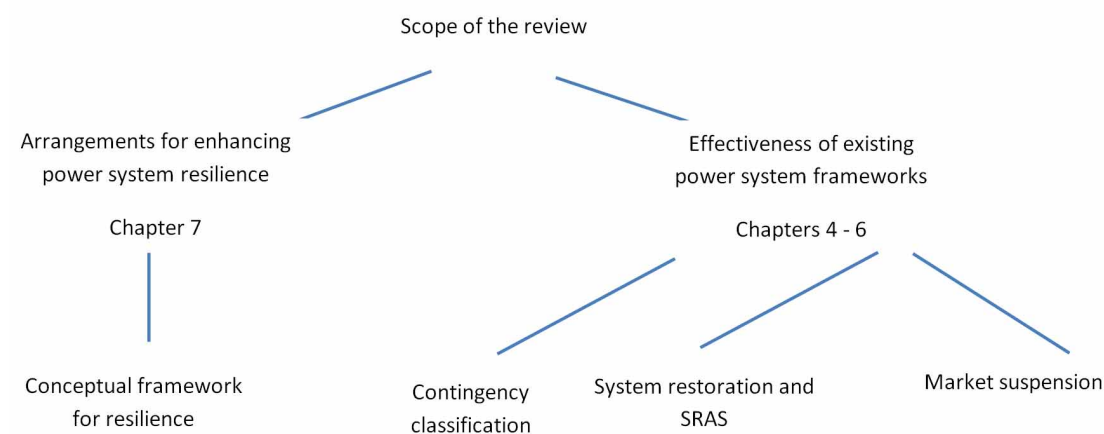 Scope of the review
Arrangements for enhancing
power system resilience
Chapter 7
Effectiveness of existing
power system frameworks
Chapters 4 - 6
Conceptual framework
for resilience
Contingency
classification
System restoration and
SRAS
Market suspension